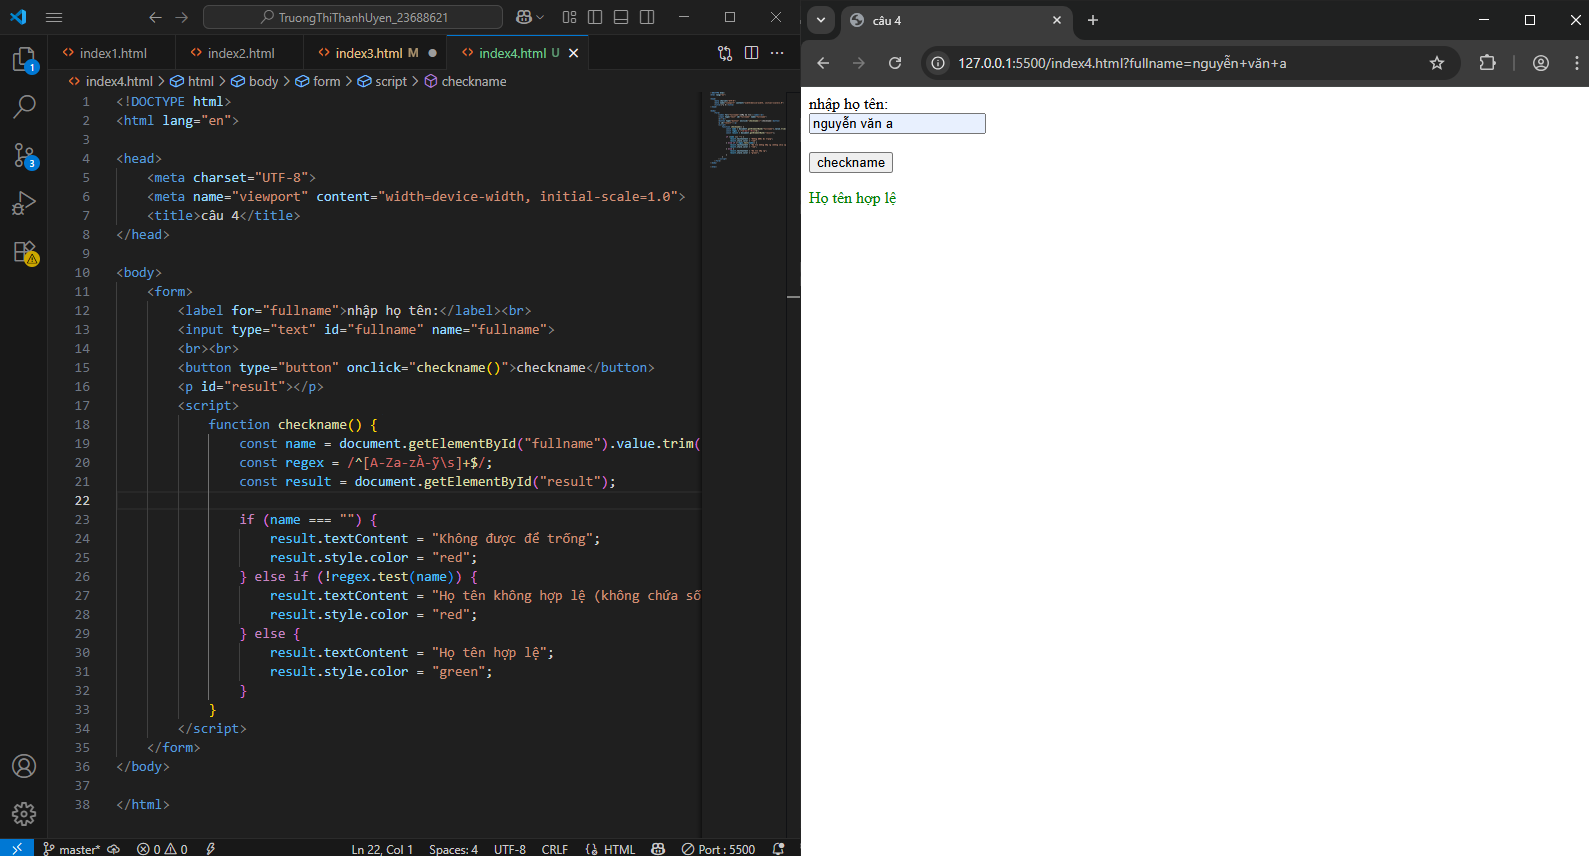 TruongThiThanhUyen_23688621
index1.html
index2.html
index3.html M
index4.html U
index4.html > html > body > form > script > checkname
1 <!DOCTYPE html>
2 <html lang="en">
3
4 <head>
5 <meta charset="UTF-8">
6 <meta name="viewport" content="width=device-width, initial-scale=1.0">
7 <title>câu 4</title>
8 </head>
9
10 <body>
11 <form>
12 <label for="fullname">nhập họ tên:</label><br>
13 <input type="text" id="fullname" name="fullname">
14 <br><br>
15 <button type="button" onclick="checkname()">checkname</button>
16 <p id="result"></p>
17 <script>
18 function checkname() {
19 const name = document.getElementById("fullname").value.trim(
20 const regex = /^[A-Za-zÀ-ỹ\s]+$/;
21 const result = document.getElementById("result");
22
23 if (name === "") {
24 result.textContent = "Không được để trống";
25 result.style.color = "red";
26 } else if (!regex.test(name)) {
27 result.textContent = "Họ tên không hợp lệ (không chứa số
28 result.style.color = "red";
29 } else {
30 result.textContent = "Họ tên hợp lệ";
31 result.style.color = "green";
32 }
33 }
34 </script>
35 </form>
36 </body>
37
38 </html>
1
3
master*
0
0
Ln 22, Col 1
Spaces: 4
UTF-8
CRLF
HTML
Port : 5500
câu 4
127.0.0.1:5500/index4.html?fullname=nguyễn+văn+a
nhập họ tên:
nguyễn văn a
checkname
Họ tên hợp lệ